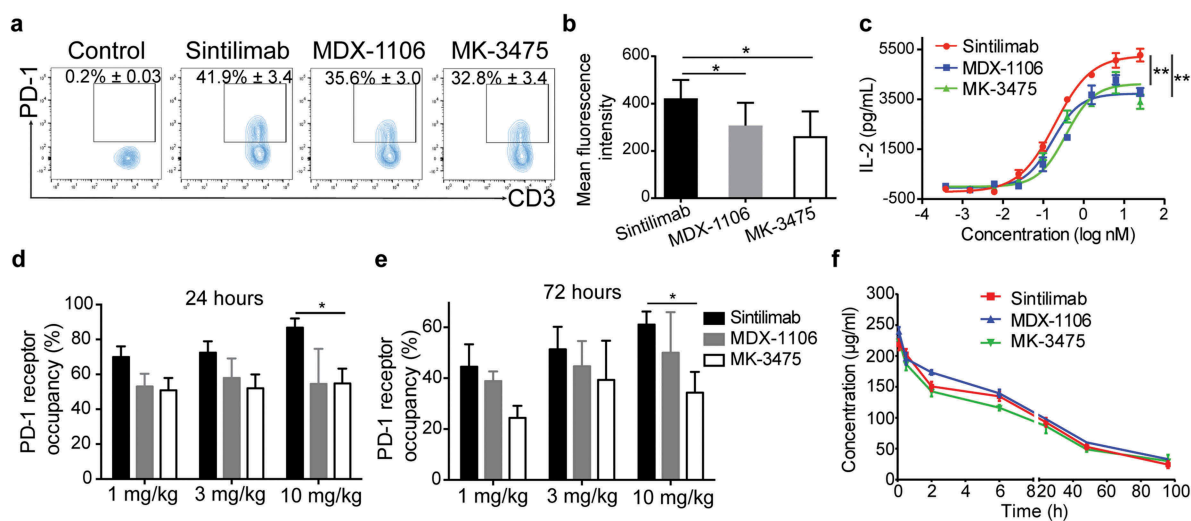 a
Control Sintilimab MDX-1106 MK-3475
0.2% ± 0.03 41.9% ± 3.4 35.6% ± 3.0 32.8% ± 3.4
PD-1
CD3
b
Mean fluorescence
intensity
600
400
200
0
*
*
Sintilimab
MDX-1106
MK-3475
c
IL-2 (pg/mL)
5500
3500
1500
-500
Sintilimab
MDX-1106
MK-3475
**
**
-4 -3 -2 -1 0 1 2
Concentration (log nM)
d
24 hours
PD-1 receptor
occupancy (%)
100
80
60
40
20
0
*
1 mg/kg 3 mg/kg 10 mg/kg
e
72 hours
PD-1 receptor
occupancy (%)
60
40
20
0
*
Sintilimab
MDX-1106
MK-3475
1 mg/kg 3 mg/kg 10 mg/kg
f
Concentration (µg/ml)
300
250
200
150
100
50
0
Sintilimab
MDX-1106
MK-3475
0 2 4 6 8 20 40 60 80 100
Time (h)